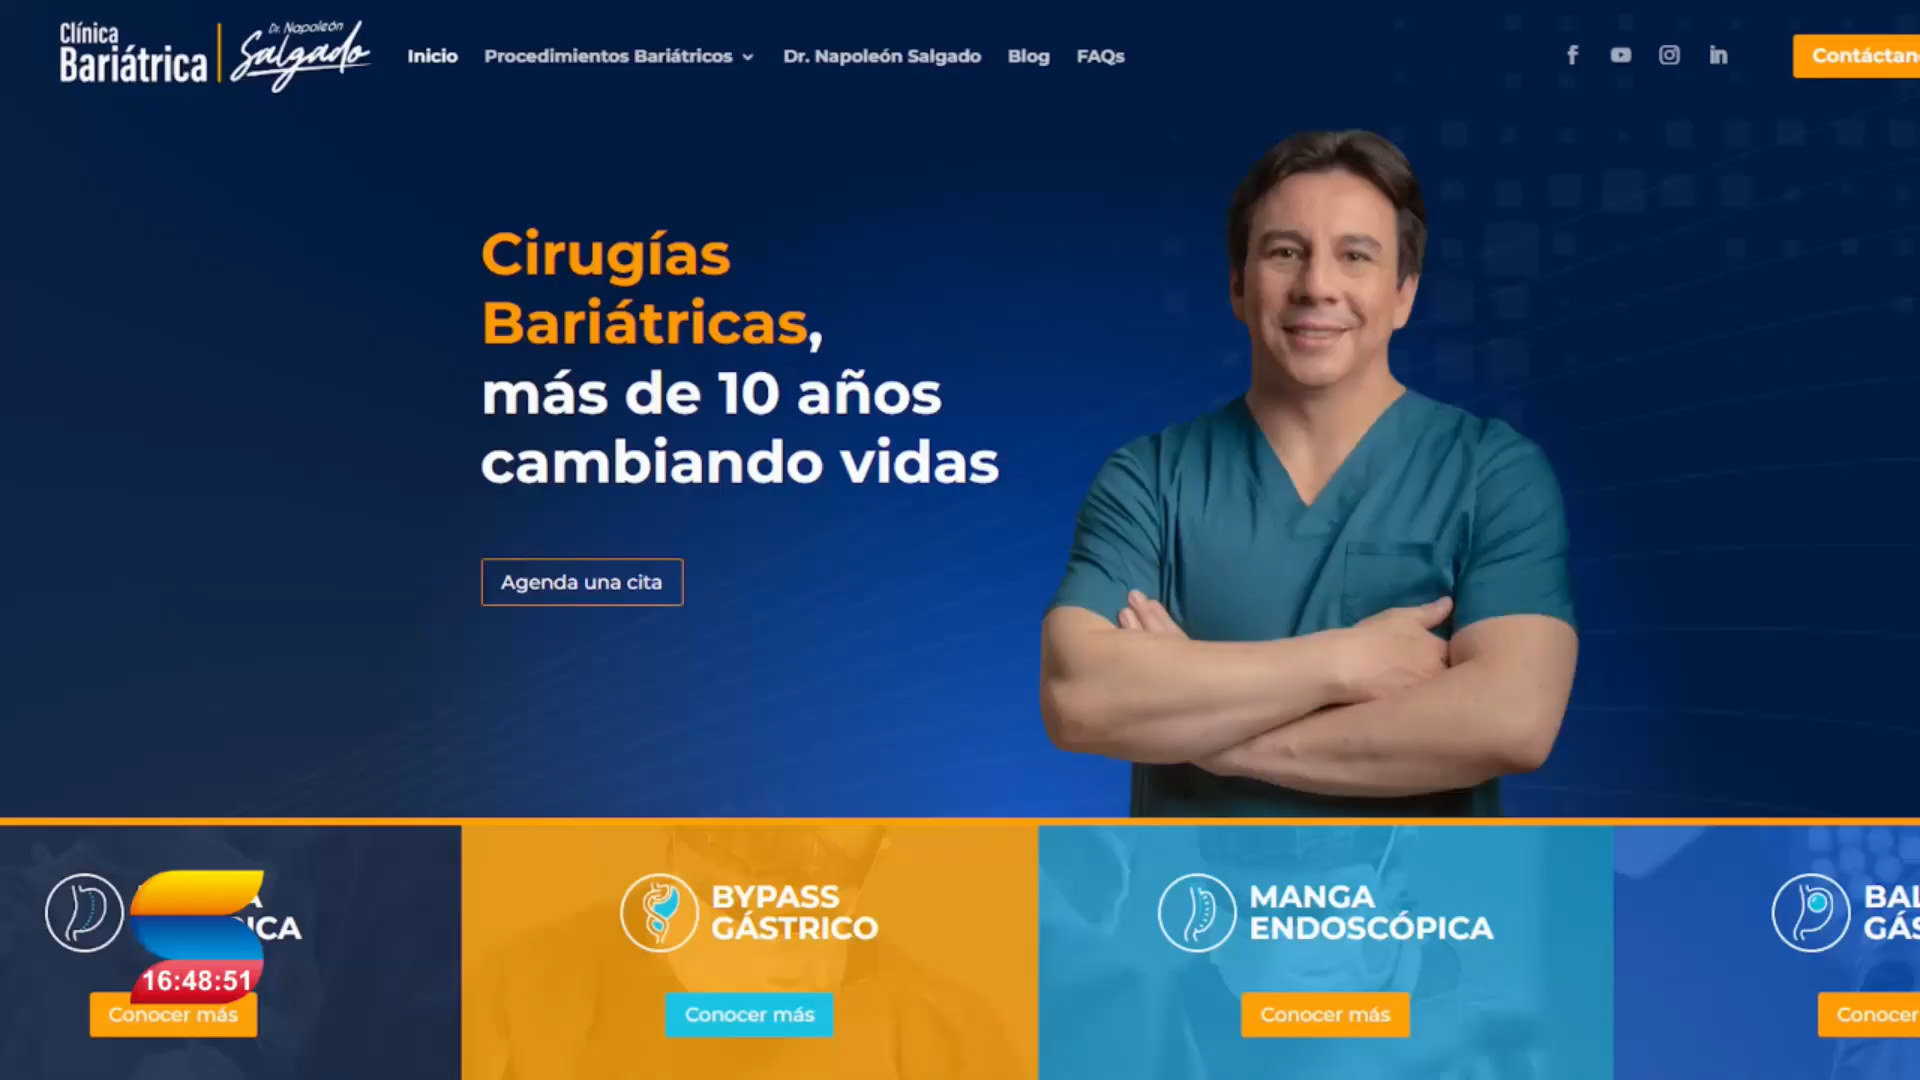 Clínica
Bariátrica
Dr. Napoleón
Salgado
Inicio
Procedimientos Bariátricos
Dr. Napoleón Salgado
Blog
FAQs
Cirugías
Bariátricas,
más de 10 años
cambiando vidas
Agenda una cita
BYPASS
GÁSTRICO
MANGA
ENDOSCÓPICA
16:48:51
Conocer más
Conocer más
Conocer más
Conocer